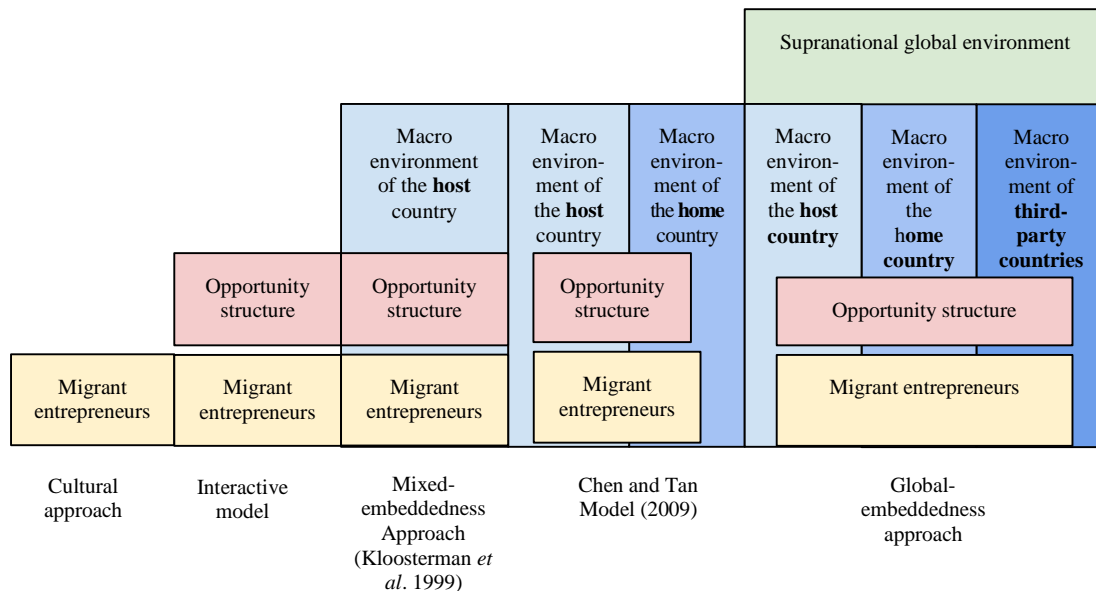 Supranational global environment
Macro
environment
of the host
country
Macro
environ-
ment of
the host
country
Macro
environ-
ment of
the home
country
Macro
environ-
ment of
the host
country
Macro
environ-
ment of
the
home
country
Macro
environ-
ment of
third-
party
countries
Opportunity
structure
Opportunity
structure
Opportunity
structure
Opportunity structure
Migrant
entrepreneurs
Migrant
entrepreneurs
Migrant
entrepreneurs
Migrant
entrepreneurs
Migrant entrepreneurs
Cultural
approach
Interactive
model
Mixed-
embeddedness
Approach
(Kloosterman et
al. 1999)
Chen and Tan
Model (2009)
Global-
embeddedness
approach